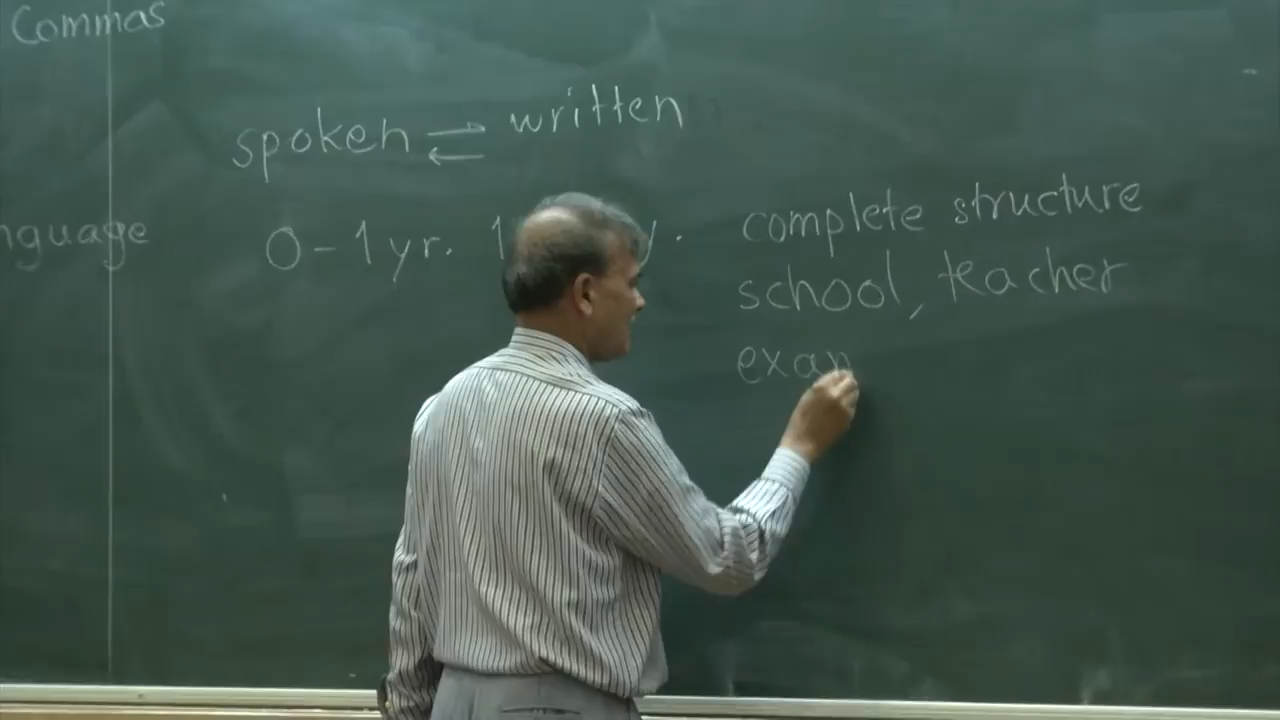 Commas
spoken ⇌ written
nguage 0-1yr. 1 y. complete structure
school, teacher
exam